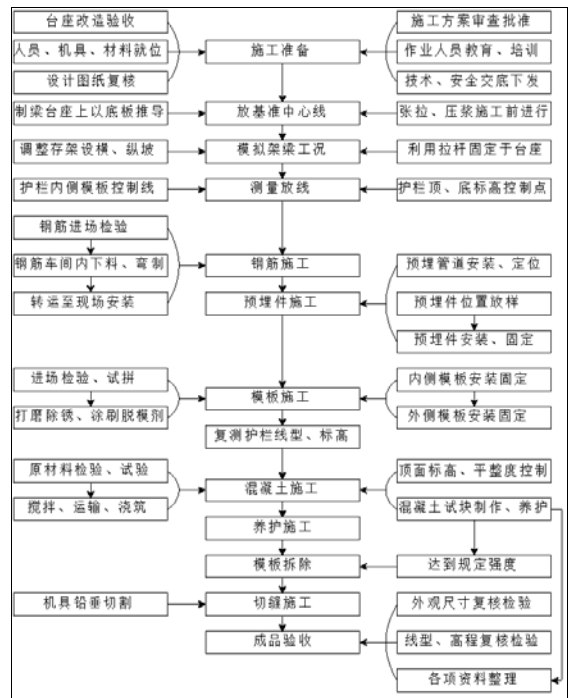 台座改造验收
施工方案审查批准
人员、机具、材料就位
施工准备
作业人员教育、培训
设计图纸复核
技术、安全交底下发
制梁台座上以底板推导
放基准中心线
张拉、压浆施工前进行
调整存架设横、纵坡
模拟架梁工况
利用拉杆固定于台座
护栏内侧模板控制线
测量放线
护栏顶、底标高控制点
钢筋进场检验
钢筋车间内下料、弯制
钢筋施工
预埋管道安装、定位
转运至现场安装
预埋件施工
预埋件位置放样
预埋件安装、固定
进场检验、试拼
模板施工
内侧模板安装固定
打磨除锈、涂刷脱模剂
外侧模板安装固定
复测护栏线型、标高
原材料检验、试验
混凝土施工
顶面标高、平整度控制
搅拌、运输、浇筑
混凝土试块制作、养护
养护施工
模板拆除
达到规定强度
机具铅垂切割
切缝施工
外观尺寸复核检验
成品验收
线型、高程复核检验
各项资料整理